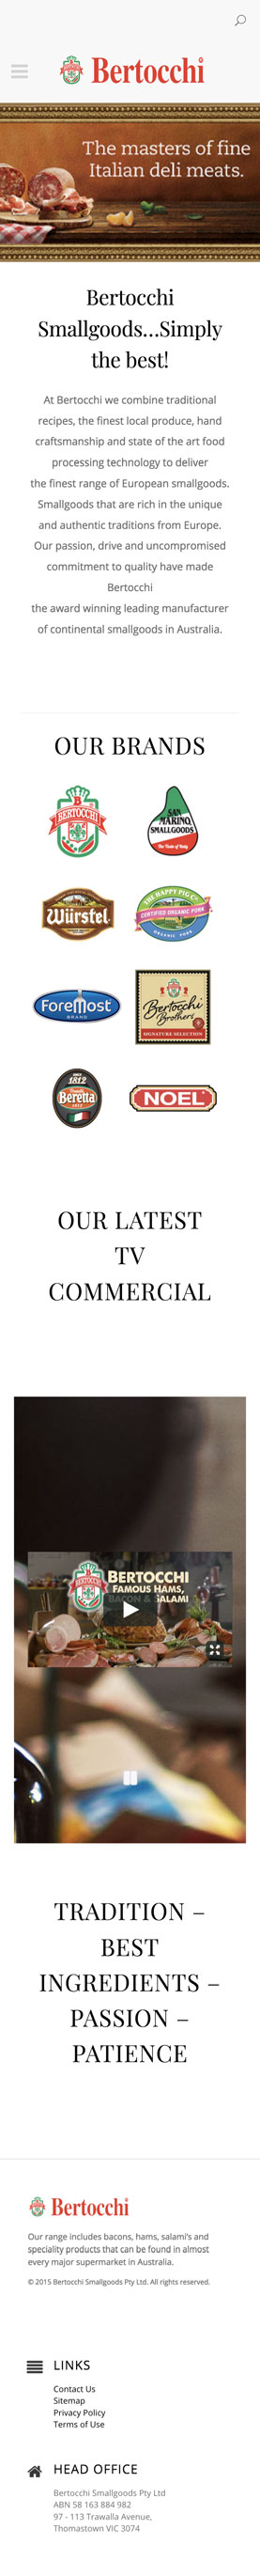 Bertocchi
The masters of fine
Italian deli meats.
Bertocchi
Smallgoods...Simply
the best!
At Bertocchi we combine traditional
recipes, the finest local produce, hand
craftsmanship and state of the art food
processing technology to deliver
the finest range of European smallgoods.
Smallgoods that are rich in the unique
and authentic traditions from Europe.
Our passion, drive and uncompromised
commitment to quality have made
Bertocchi
the award winning leading manufacturer
of continental smallgoods in Australia.
OUR BRANDS
BERTOCCHI
SAN
MARINO
SMALLGOODS
The Taste of Italy
Würstel
THE HAPPY PIG CO
CERTIFIED ORGANIC PORK
ORGANIC PORK
Foremost
BRAND
Bertocchi
Brothers
SIGNATURE SELECTION
SINCE
1812
Fratelli
Beretta
1812
NOEL
OUR LATEST
TV
COMMERCIAL
BERTOCCHI
FAMOUS HAMS,
BACON & SALAMI
TRADITION –
BEST
INGREDIENTS –
PASSION –
PATIENCE
Bertocchi
Our range includes bacons, hams, salami's and
speciality products that can be found in almost
every major supermarket in Australia.
© 2015 Bertocchi Smallgoods Pty Ltd. All rights reserved.
LINKS
Contact Us
Sitemap
Privacy Policy
Terms of Use
HEAD OFFICE
Bertocchi Smallgoods Pty Ltd
ABN 58 163 884 982
97 - 113 Trawalla Avenue,
Thomastown VIC 3074